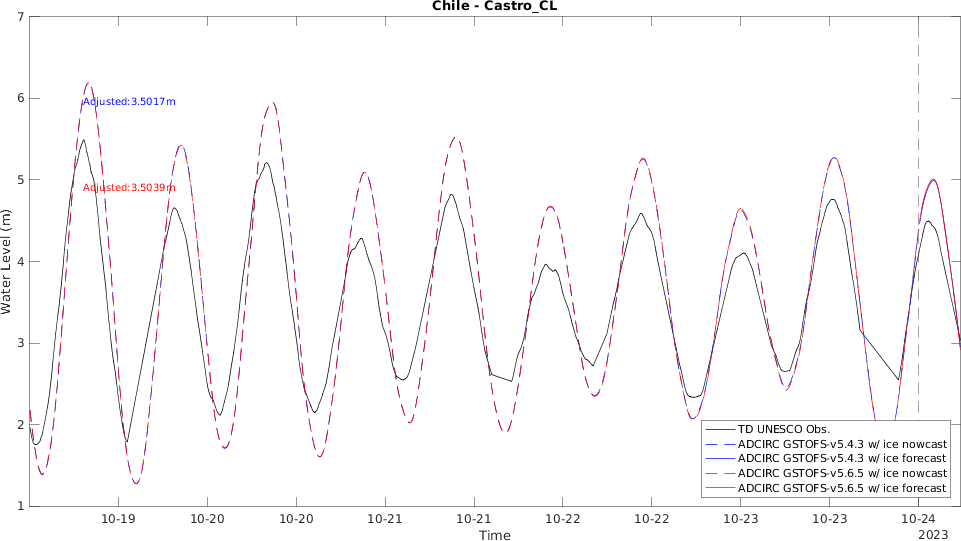 Chile - Castro_CL
7
6
5
4
3
2
1
Water Level (m)
Adjusted:3.5017m
Adjusted:3.5039m
TD UNESCO Obs.
ADCIRC GSTOFS-v5.4.3 w/ ice nowcast
ADCIRC GSTOFS-v5.4.3 w/ ice forecast
ADCIRC GSTOFS-v5.6.5 w/ ice nowcast
ADCIRC GSTOFS-v5.6.5 w/ ice forecast
10-19 10-20 10-20 10-21 10-21 10-22 10-22 10-23 10-23 10-24
Time
2023